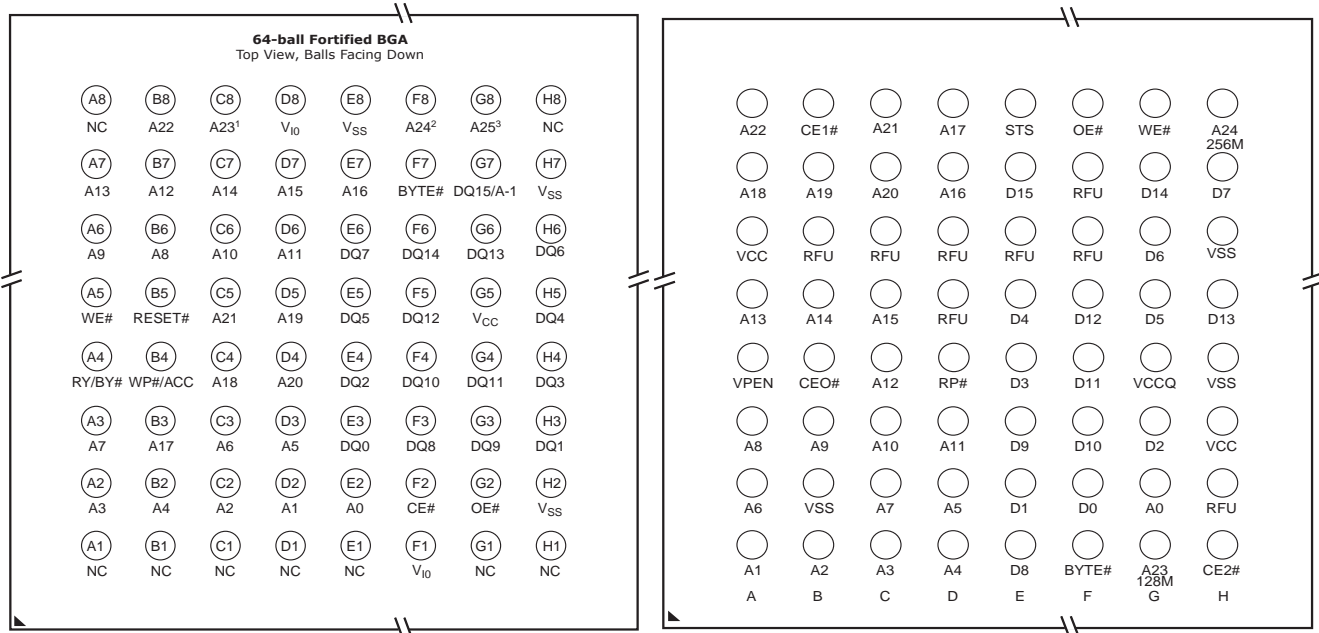 64-ball Fortified BGA
Top View, Balls Facing Down
A8 B8 C8 D8 E8 F8 G8 H8
NC A22 A23¹ V_IO V_SS A24² A25³ NC
A7 B7 C7 D7 E7 F7 G7 H7
A13 A12 A14 A15 A16 BYTE# DQ15/A-1 V_SS
A6 B6 C6 D6 E6 F6 G6 H6
A9 A8 A10 A11 DQ7 DQ14 DQ13 DQ6
A5 B5 C5 D5 E5 F5 G5 H5
WE# RESET# A21 A19 DQ5 DQ12 V_CC DQ4
A4 B4 C4 D4 E4 F4 G4 H4
RY/BY# WP#/ACC A18 A20 DQ2 DQ10 DQ11 DQ3
A3 B3 C3 D3 E3 F3 G3 H3
A7 A17 A6 A5 DQ0 DQ8 DQ9 DQ1
A2 B2 C2 D2 E2 F2 G2 H2
A3 A4 A2 A1 A0 CE# OE# V_SS
A1 B1 C1 D1 E1 F1 G1 H1
NC NC NC NC NC V_IO NC NC
A22 CE1# A21 A17 STS OE# WE# A24
256M
A18 A19 A20 A16 D15 RFU D14 D7
VCC RFU RFU RFU RFU RFU D6 VSS
A13 A14 A15 RFU D4 D12 D5 D13
VPEN CEO# A12 RP# D3 D11 VCCQ VSS
A8 A9 A10 A11 D9 D10 D2 VCC
A6 VSS A7 A5 D1 D0 A0 RFU
A1 A2 A3 A4 D8 BYTE# A23 CE2#
128M
A B C D E F G H